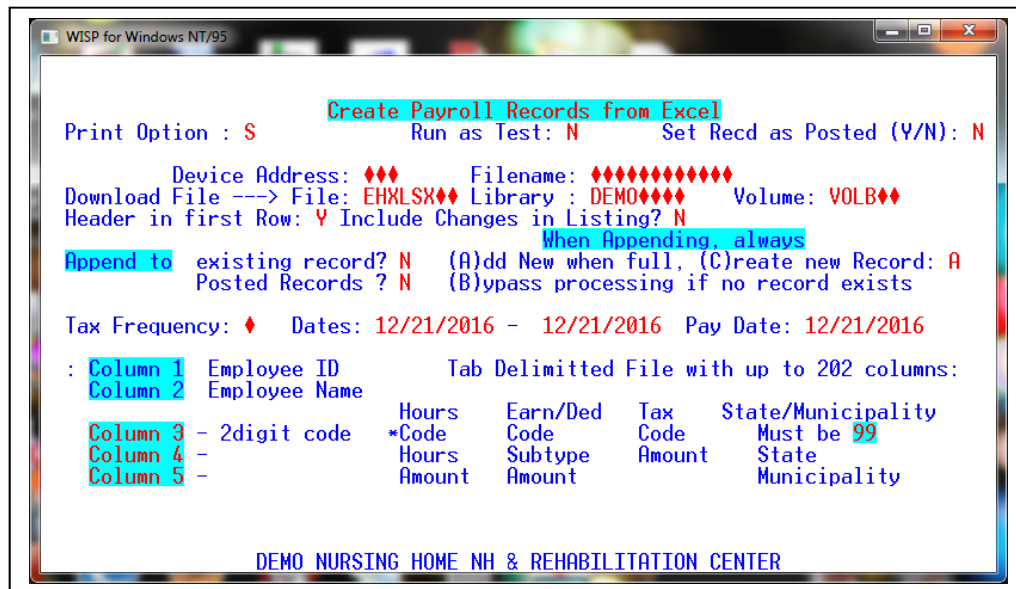 WISP for Windows NT/95
Create Payroll Records from Excel
Print Option : S Run as Test: N Set Recd as Posted (Y/N): N
Device Address: ♦♦♦ Filename: ♦♦♦♦♦♦♦♦♦♦♦♦
Download File ---> File: EHXLSX♦♦ Library : DEMO♦♦♦♦ Volume: VOLB♦♦
Header in first Row: Y Include Changes in Listing? N
When Appending, always
Append to existing record? N (A)dd New when full, (C)reate new Record: A
Posted Records ? N (B)ypass processing if no record exists
Tax Frequency: ♦ Dates: 12/21/2016 - 12/21/2016 Pay Date: 12/21/2016
: Column 1 Employee ID Tab Delimitted File with up to 202 columns:
Column 2 Employee Name
Hours Earn/Ded Tax State/Municipality
Column 3 - 2digit code *Code Code Code Must be 99
Column 4 - Hours Subtype Amount State
Column 5 - Amount Amount Municipality
DEMO NURSING HOME NH & REHABILITATION CENTER